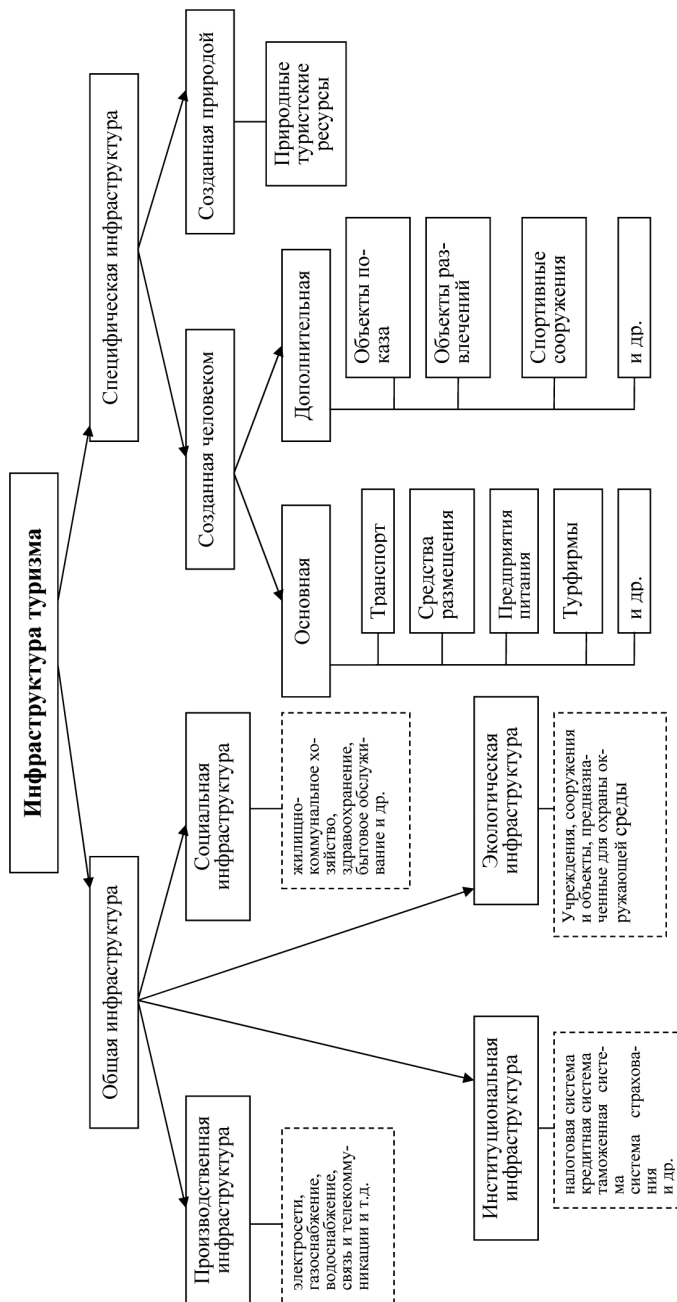 Инфраструктура туризма
Общая инфраструктура
Специфическая инфраструктура
Производственная
инфраструктура
Социальная
инфраструктура
Созданная человеком
Созданная природой
электросети,
газоснабжение,
водоснабжение,
связь и телекомму-
никации и т.д.
жилищно-
коммунальное хо-
зяйство,
здравоохранение,
бытовое обслужи-
вание и др.
Основная
Дополнительная
Природные
туристские
ресурсы
Транспорт
Средства
размещения
Предприятия
питания
Турфирмы
и др.
Объекты по-
каза
Объекты раз-
влечений
Спортивные
сооружения
и др.
Институциональная
инфраструктура
Экологическая
инфраструктура
налоговая система
кредитная система
таможенная систе-
ма
система страхова-
ния
и др.
Учреждения, сооружения
и объекты, предназна-
ченные для охраны ок-
ружающей среды